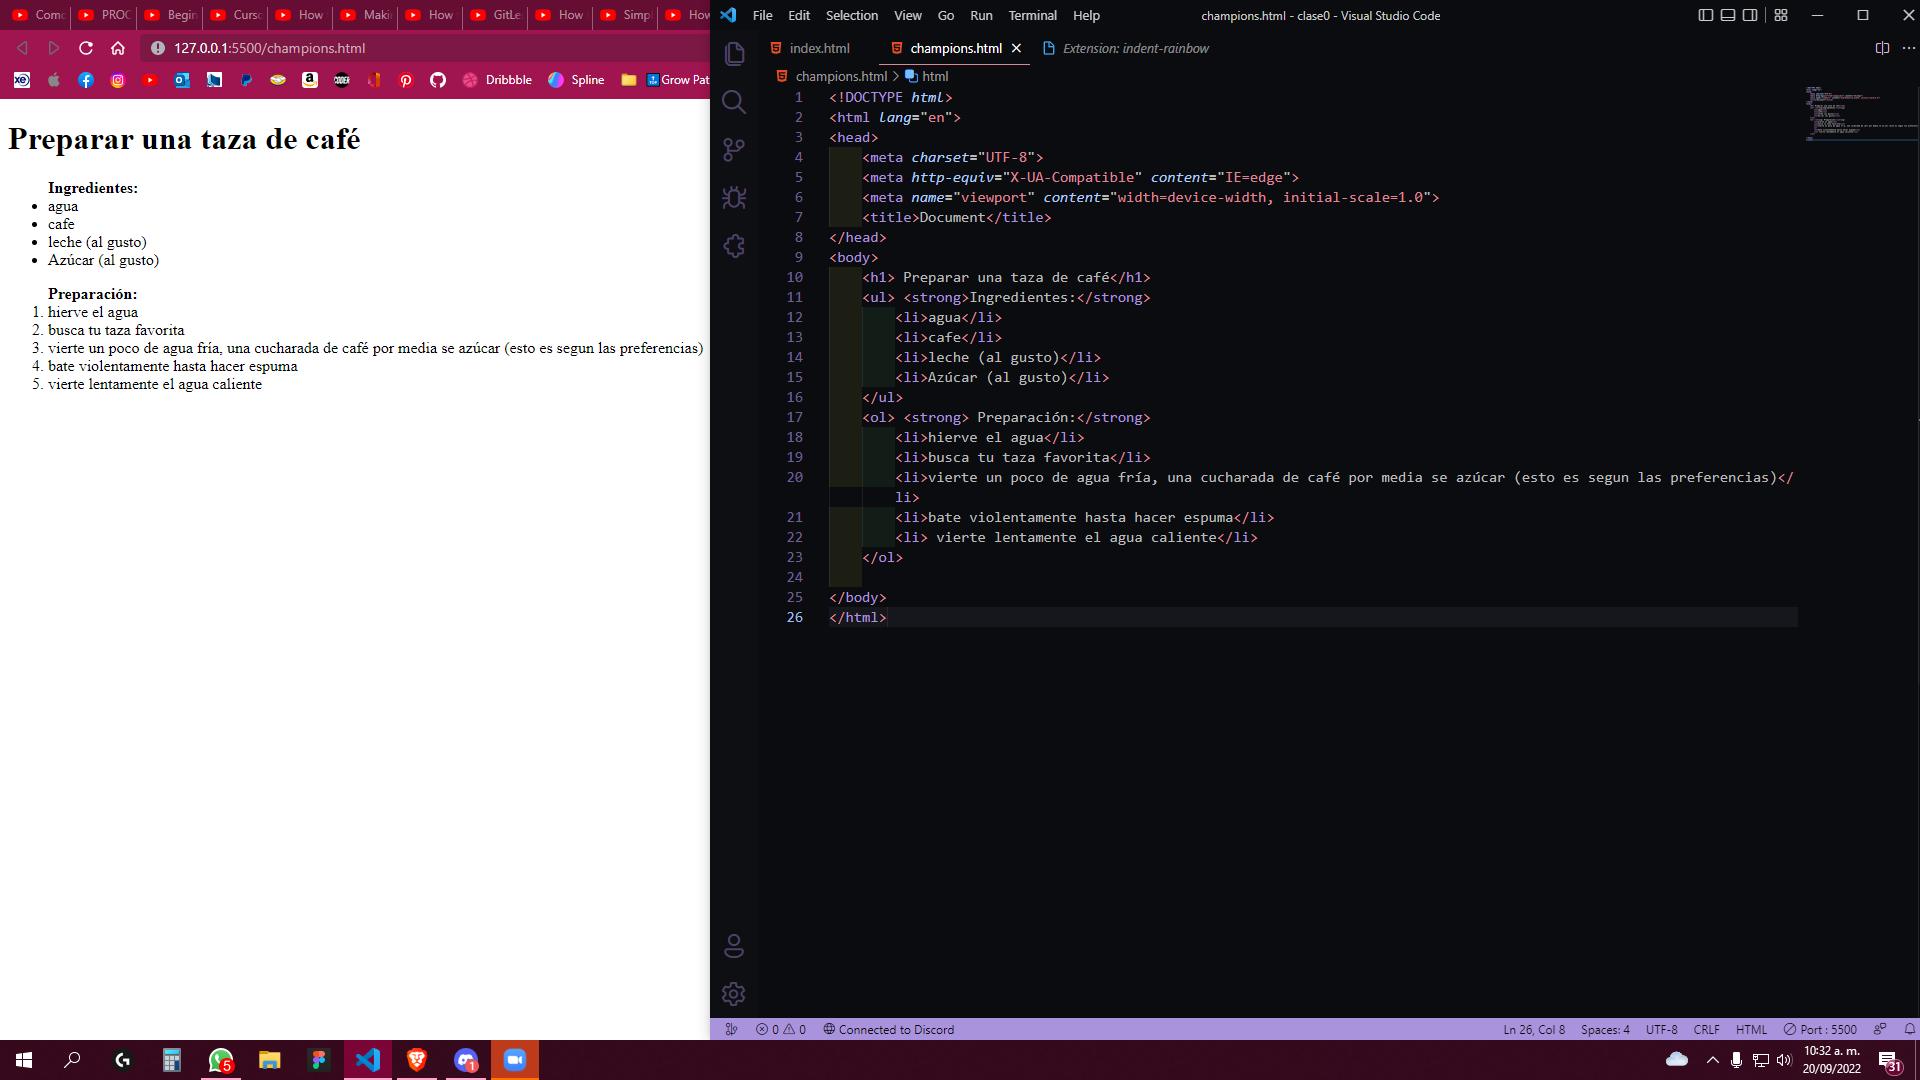 Como
PROC
Begin
Curso
How
Makin
How
GitLe
How
Simpl
How
127.0.0.1:5500/champions.html
Dribbble
Spline
Grow Pat
Preparar una taza de café
Ingredientes:
agua
cafe
leche (al gusto)
Azúcar (al gusto)
Preparación:
1. hierve el agua
2. busca tu taza favorita
3. vierte un poco de agua fría, una cucharada de café por media se azúcar (esto es segun las preferencias)
4. bate violentamente hasta hacer espuma
5. vierte lentamente el agua caliente
File Edit Selection View Go Run Terminal Help
champions.html - clase0 - Visual Studio Code
index.html
champions.html
Extension: indent-rainbow
champions.html > html
1 <!DOCTYPE html>
2 <html lang="en">
3 <head>
4 <meta charset="UTF-8">
5 <meta http-equiv="X-UA-Compatible" content="IE=edge">
6 <meta name="viewport" content="width=device-width, initial-scale=1.0">
7 <title>Document</title>
8 </head>
9 <body>
10 <h1> Preparar una taza de café</h1>
11 <ul> <strong>Ingredientes:</strong>
12 <li>agua</li>
13 <li>cafe</li>
14 <li>leche (al gusto)</li>
15 <li>Azúcar (al gusto)</li>
16 </ul>
17 <ol> <strong> Preparación:</strong>
18 <li>hierve el agua</li>
19 <li>busca tu taza favorita</li>
20 <li>vierte un poco de agua fría, una cucharada de café por media se azúcar (esto es segun las preferencias)</
li>
21 <li>bate violentamente hasta hacer espuma</li>
22 <li> vierte lentamente el agua caliente</li>
23 </ol>
24
25 </body>
26 </html>
0 0
Connected to Discord
Ln 26, Col 8
Spaces: 4
UTF-8
CRLF
HTML
Port : 5500
5
1
10:32 a. m.
20/09/2022
31